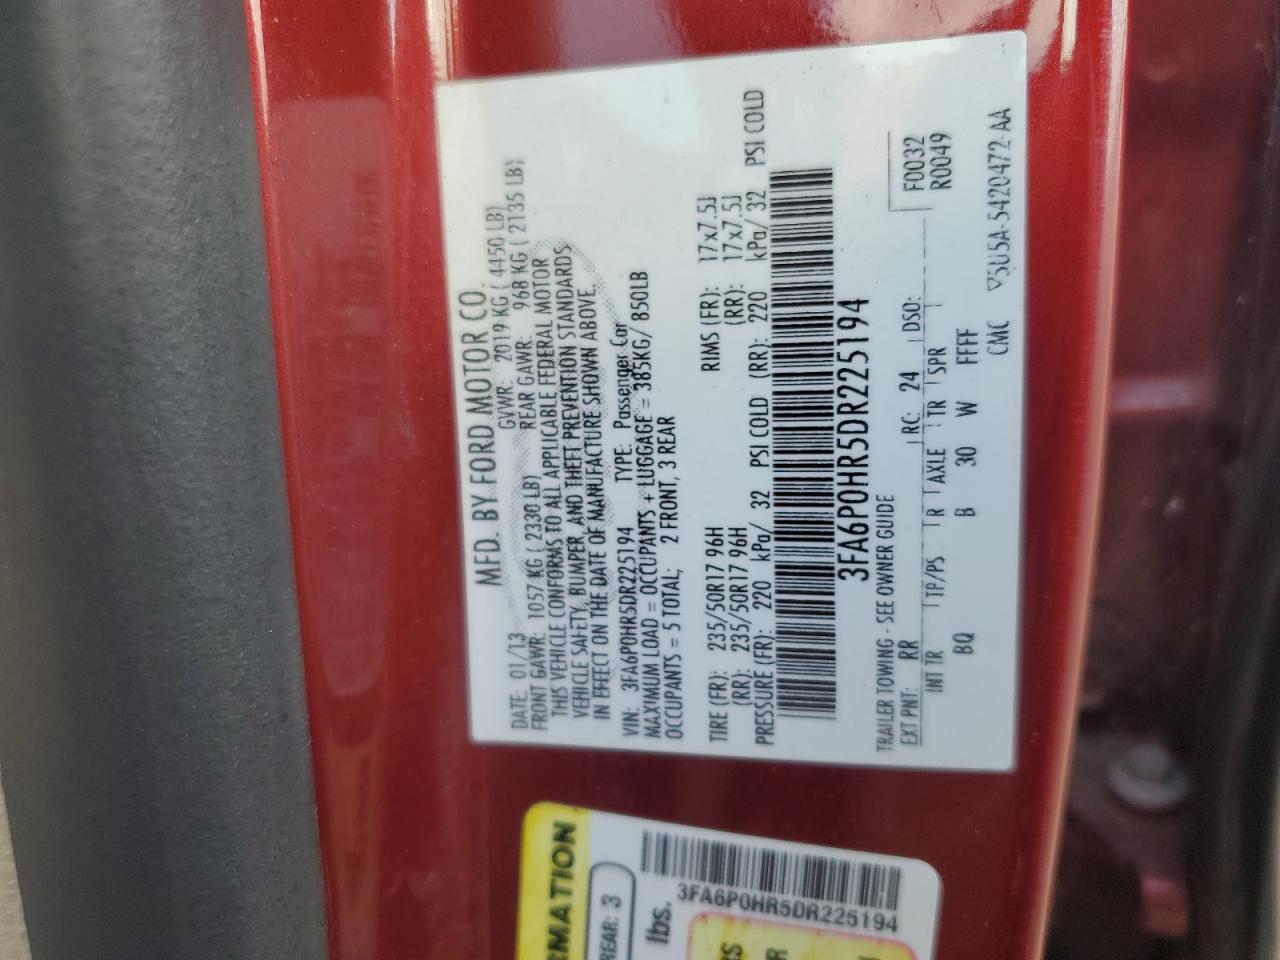 MFD. BY FORD MOTOR CO.
DATE: 01/13 GVWR: 2019 KG ( 4450 LB)
FRONT GAWR: 1057 KG ( 2330 LB) REAR GAWR: 968 KG ( 2135 LB)
THIS VEHICLE CONFORMS TO ALL APPLICABLE FEDERAL MOTOR
VEHICLE SAFETY, BUMPER, AND THEFT PREVENTION STANDARDS
IN EFFECT ON THE DATE OF MANUFACTURE SHOWN ABOVE.
VIN: 3FA6P0HR5DR225194 TYPE: Passenger Car
MAXIMUM LOAD = OCCUPANTS + LUGGAGE = 385KG/ 850LB
OCCUPANTS = 5 TOTAL; 2 FRONT, 3 REAR
TIRE (FR): 235/50R17 96H RIMS (FR): 17x7.5J
(RR): 235/50R17 96H (RR): 17x7.5J
PRESSURE (FR): 220 kPa/ 32 PSI COLD (RR): 220 kPa/ 32 PSI COLD
3FA6P0HR5DR225194
TRAILER TOWING - SEE OWNER GUIDE
F0032
R0049
EXT PNT: RR RC: 24 DSO:
INT TR TP/PS R AXLE TR SPR
BQ B 30 W FFFF
CMC 5U5A-5420472-AA
RMATION
REAR: 3
lbs.
3FA6P0HR5DR225194